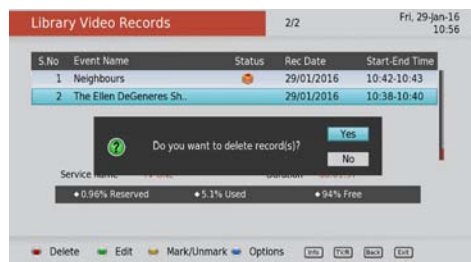 Library Video Records 2/2 Fri, 29-Jan-16
10:56
S.No Event Name Status Rec Date Start-End Time
1 Neighbours 29/01/2016 10:42-10:43
2 The Ellen DeGeneres Sh.. 29/01/2016 10:38-10:40
Do you want to delete record(s)?
Yes
No
Service
0.96% Reserved 5.1% Used 94% Free
Delete Edit Mark/Unmark Options Info TV/R Back Exit